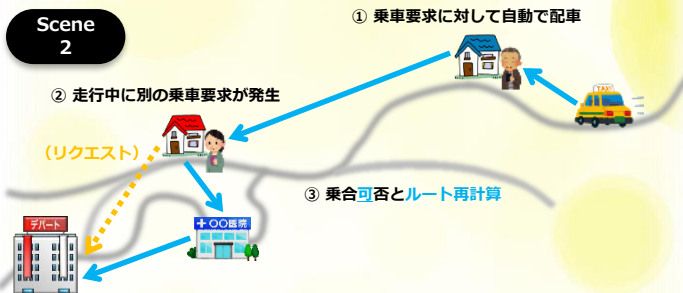 Scene
2
① 乗車要求に対して自動で配車
TAXI
② 走行中に別の乗車要求が発生
（リクエスト）
③ 乗合可否とルート再計算
デパート
〇〇医院